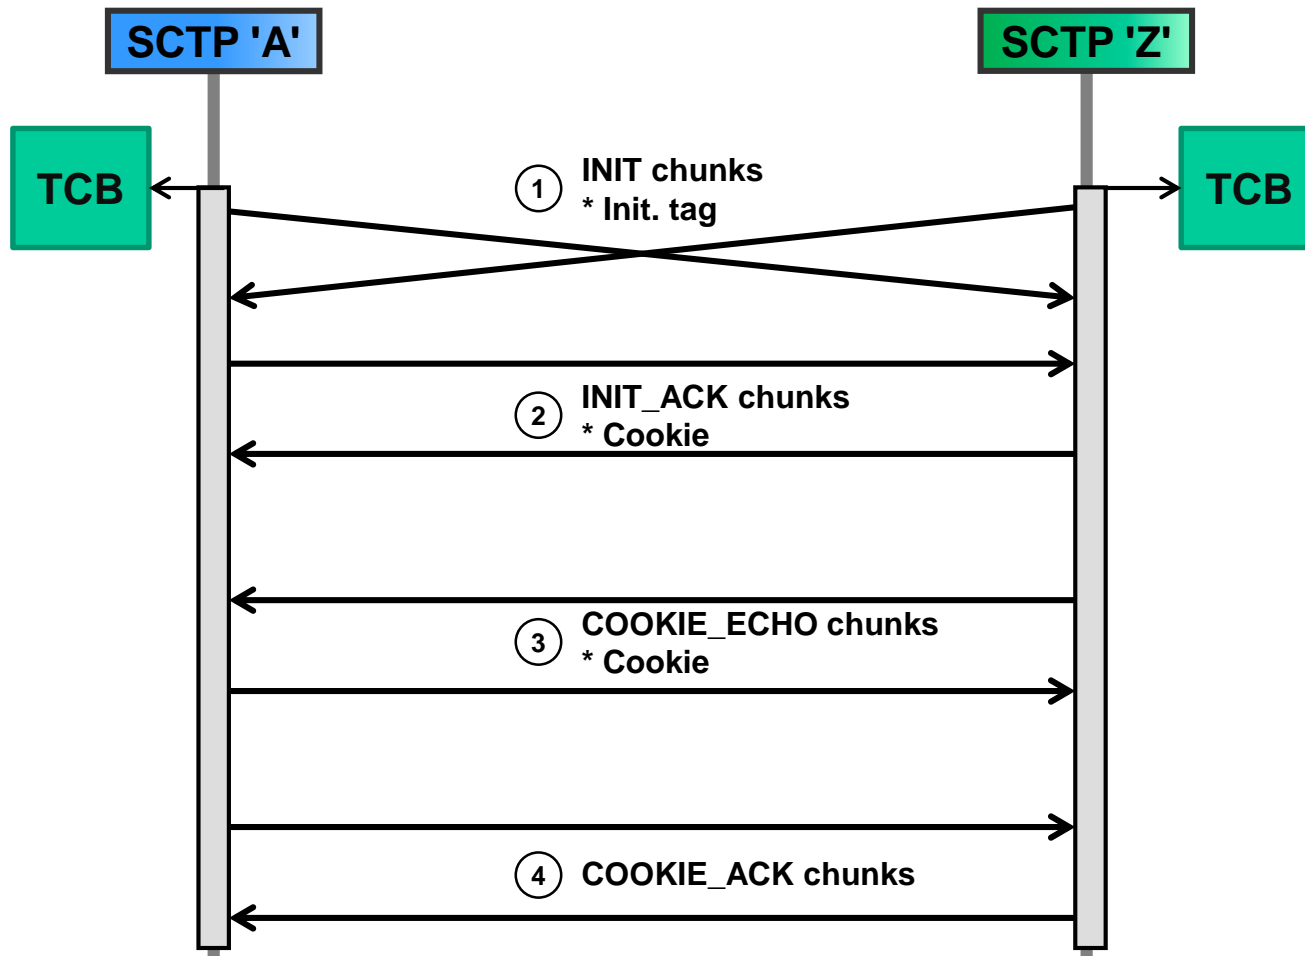 SCTP 'A'
SCTP 'Z'
TCB
TCB
1
INIT chunks
* Init. tag
2
INIT_ACK chunks
* Cookie
3
COOKIE_ECHO chunks
* Cookie
4
COOKIE_ACK chunks